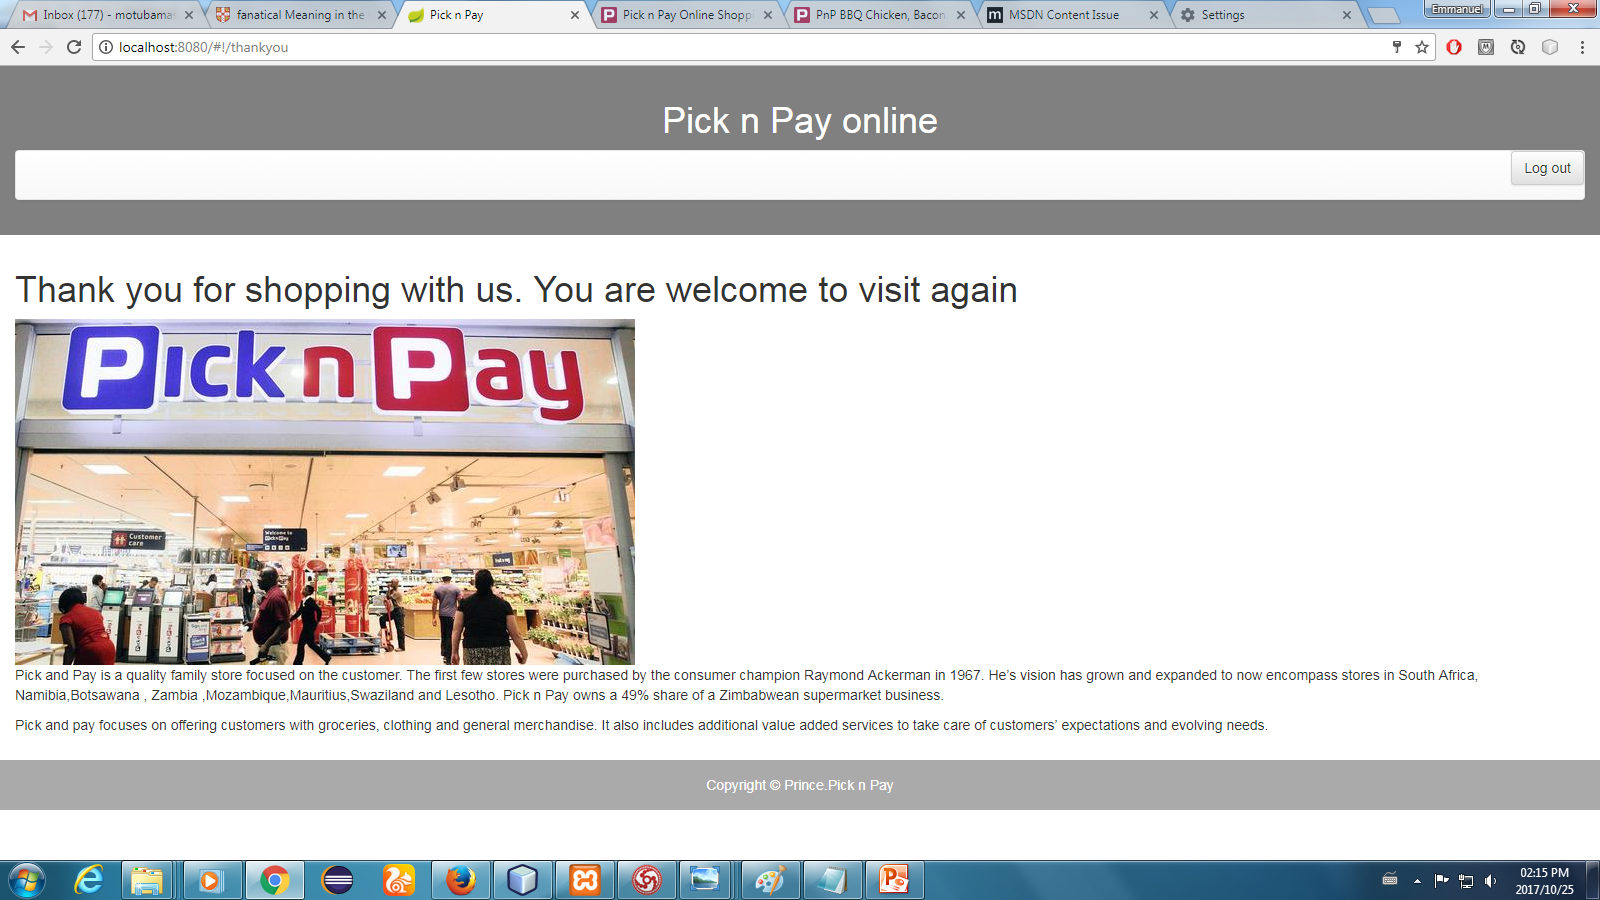 Inbox (177) - motubama
fanatical Meaning in the
Pick n Pay
Pick n Pay Online Shopp
PnP BBQ Chicken, Bacon
MSDN Content Issue
Settings
Emmanuel
localhost:8080/#!/thankyou
Pick n Pay online
Log out
Thank you for shopping with us. You are welcome to visit again
Pick n Pay
Customer care
Welcome to
PicknPay
Pick and Pay is a quality family store focused on the customer. The first few stores were purchased by the consumer champion Raymond Ackerman in 1967. He’s vision has grown and expanded to now encompass stores in South Africa,
Namibia,Botsawana , Zambia ,Mozambique,Mauritius,Swaziland and Lesotho. Pick n Pay owns a 49% share of a Zimbabwean supermarket business.
Pick and pay focuses on offering customers with groceries, clothing and general merchandise. It also includes additional value added services to take care of customers’ expectations and evolving needs.
Copyright © Prince.Pick n Pay
02:15 PM
2017/10/25